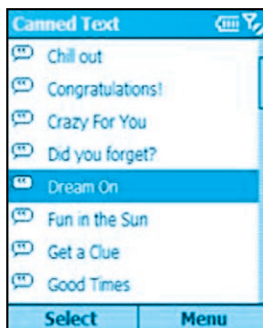 Canned Text
Chill out
Congratulations!
Crazy For You
Did you forget?
Dream On
Fun in the Sun
Get a Clue
Good Times
Select Menu